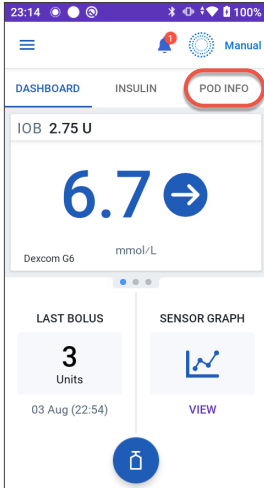 23:14 100%
1 Manual
DASHBOARD INSULIN POD INFO
IOB 2.75 U
6.7
mmol/L
Dexcom G6
LAST BOLUS SENSOR GRAPH
3
Units
03 Aug (22:54) VIEW